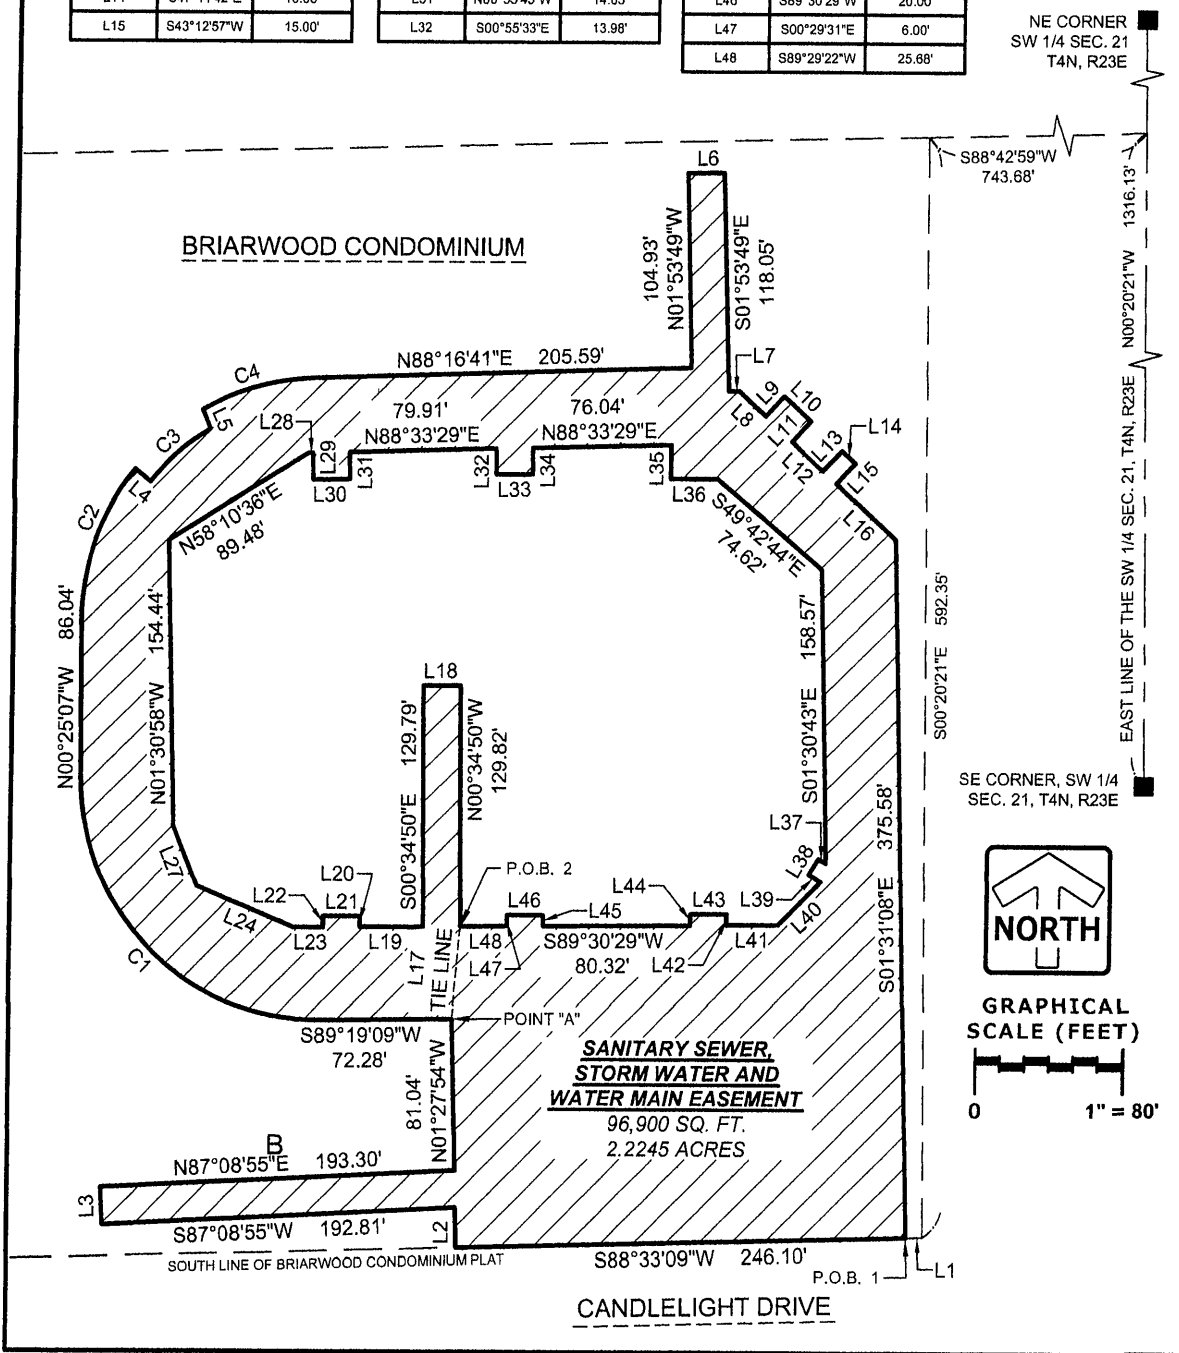 L15 S43°12'57"W 15.00'
L32 S00°55'33"E 13.98'
L46 S89°30'29"W 20.00'
L47 S00°29'31"E 6.00'
L48 S89°29'22"W 25.68'
NE CORNER
SW 1/4 SEC. 21
T4N, R23E
S88°42'59"W
743.68'
N00°20'21"W 1316.13'
EAST LINE OF THE SW 1/4 SEC. 21, T4N, R23E
L6
BRIARWOOD CONDOMINIUM
104.93'
N01°53'49"W
S01°53'49"E
118.05'
L7
N88°16'41"E 205.59'
C4
L9
L10
L8
L11
L5
79.91'
76.04'
L14
L28
C3
N88°33'29"E
N88°33'29"E
L13
L29
L31
L32
L34
L35
L12
L15
L4
L30
L33
L36
C2
L16
N58°10'36"E
89.48'
S49°42'44"E
74.62'
N00°25'07"W 86.04'
N01°30'58"W 154.44'
S01°30'43"E 158.57'
S00°20'21"E 592.35'
L18
S00°34'50"E 129.79'
N00°34'50"W
129.82'
SE CORNER, SW 1/4
SEC. 21, T4N, R23E
S01°31'08"E 375.58'
L37
L27
L38
L20
P.O.B. 2
L22
L21
L46
L44
L43
L39
L45
L40
L24
L23
L19
L48
S89°30'29"W
L41
80.32'
L42
L47
L17
TIE LINE
C1
NORTH
POINT "A"
S89°19'09"W
72.28'
GRAPHICAL
SCALE (FEET)
0 1" = 80'
SANITARY SEWER,
STORM WATER AND
WATER MAIN EASEMENT
96,900 SQ. FT.
2.2245 ACRES
N01°27'54"W
81.04'
B
N87°08'55"E 193.30'
L3
S87°08'55"W 192.81'
L2
SOUTH LINE OF BRIARWOOD CONDOMINIUM PLAT
S88°33'09"W 246.10'
P.O.B. 1
L1
CANDLELIGHT DRIVE